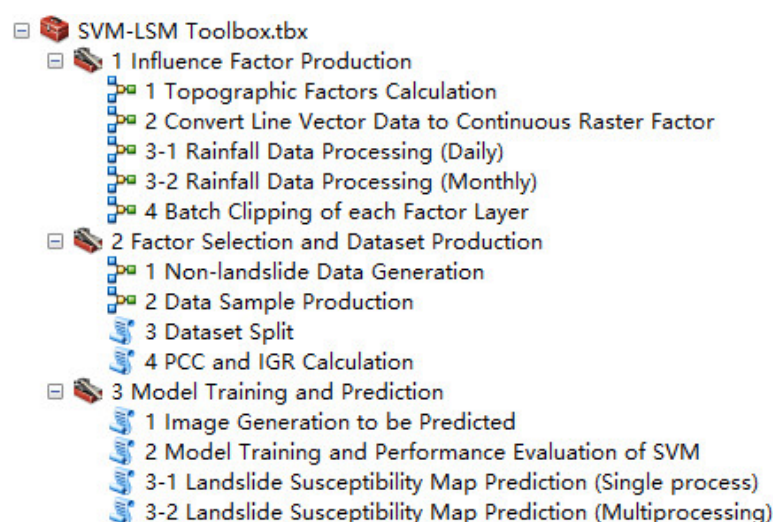 SVM-LSM Toolbox.tbx
1 Influence Factor Production
1 Topographic Factors Calculation
2 Convert Line Vector Data to Continuous Raster Factor
3-1 Rainfall Data Processing (Daily)
3-2 Rainfall Data Processing (Monthly)
4 Batch Clipping of each Factor Layer
2 Factor Selection and Dataset Production
1 Non-landslide Data Generation
2 Data Sample Production
3 Dataset Split
4 PCC and IGR Calculation
3 Model Training and Prediction
1 Image Generation to be Predicted
2 Model Training and Performance Evaluation of SVM
3-1 Landslide Susceptibility Map Prediction (Single process)
3-2 Landslide Susceptibility Map Prediction (Multiprocessing)